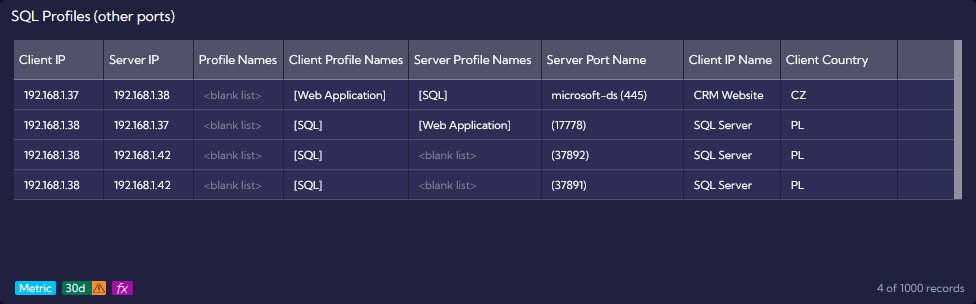 SQL Profiles (other ports)
Client IP Server IP Profile Names Client Profile Names Server Profile Names Server Port Name Client IP Name Client Country
192.168.1.37 192.168.1.38 <blank list> [Web Application] [SQL] microsoft-ds (445) CRM Website CZ
192.168.1.38 192.168.1.37 <blank list> [SQL] [Web Application] (17778) SQL Server PL
192.168.1.38 192.168.1.42 <blank list> [SQL] <blank list> (37892) SQL Server PL
192.168.1.38 192.168.1.42 <blank list> [SQL] <blank list> (37891) SQL Server PL
Metric 30d fx 4 of 1000 records